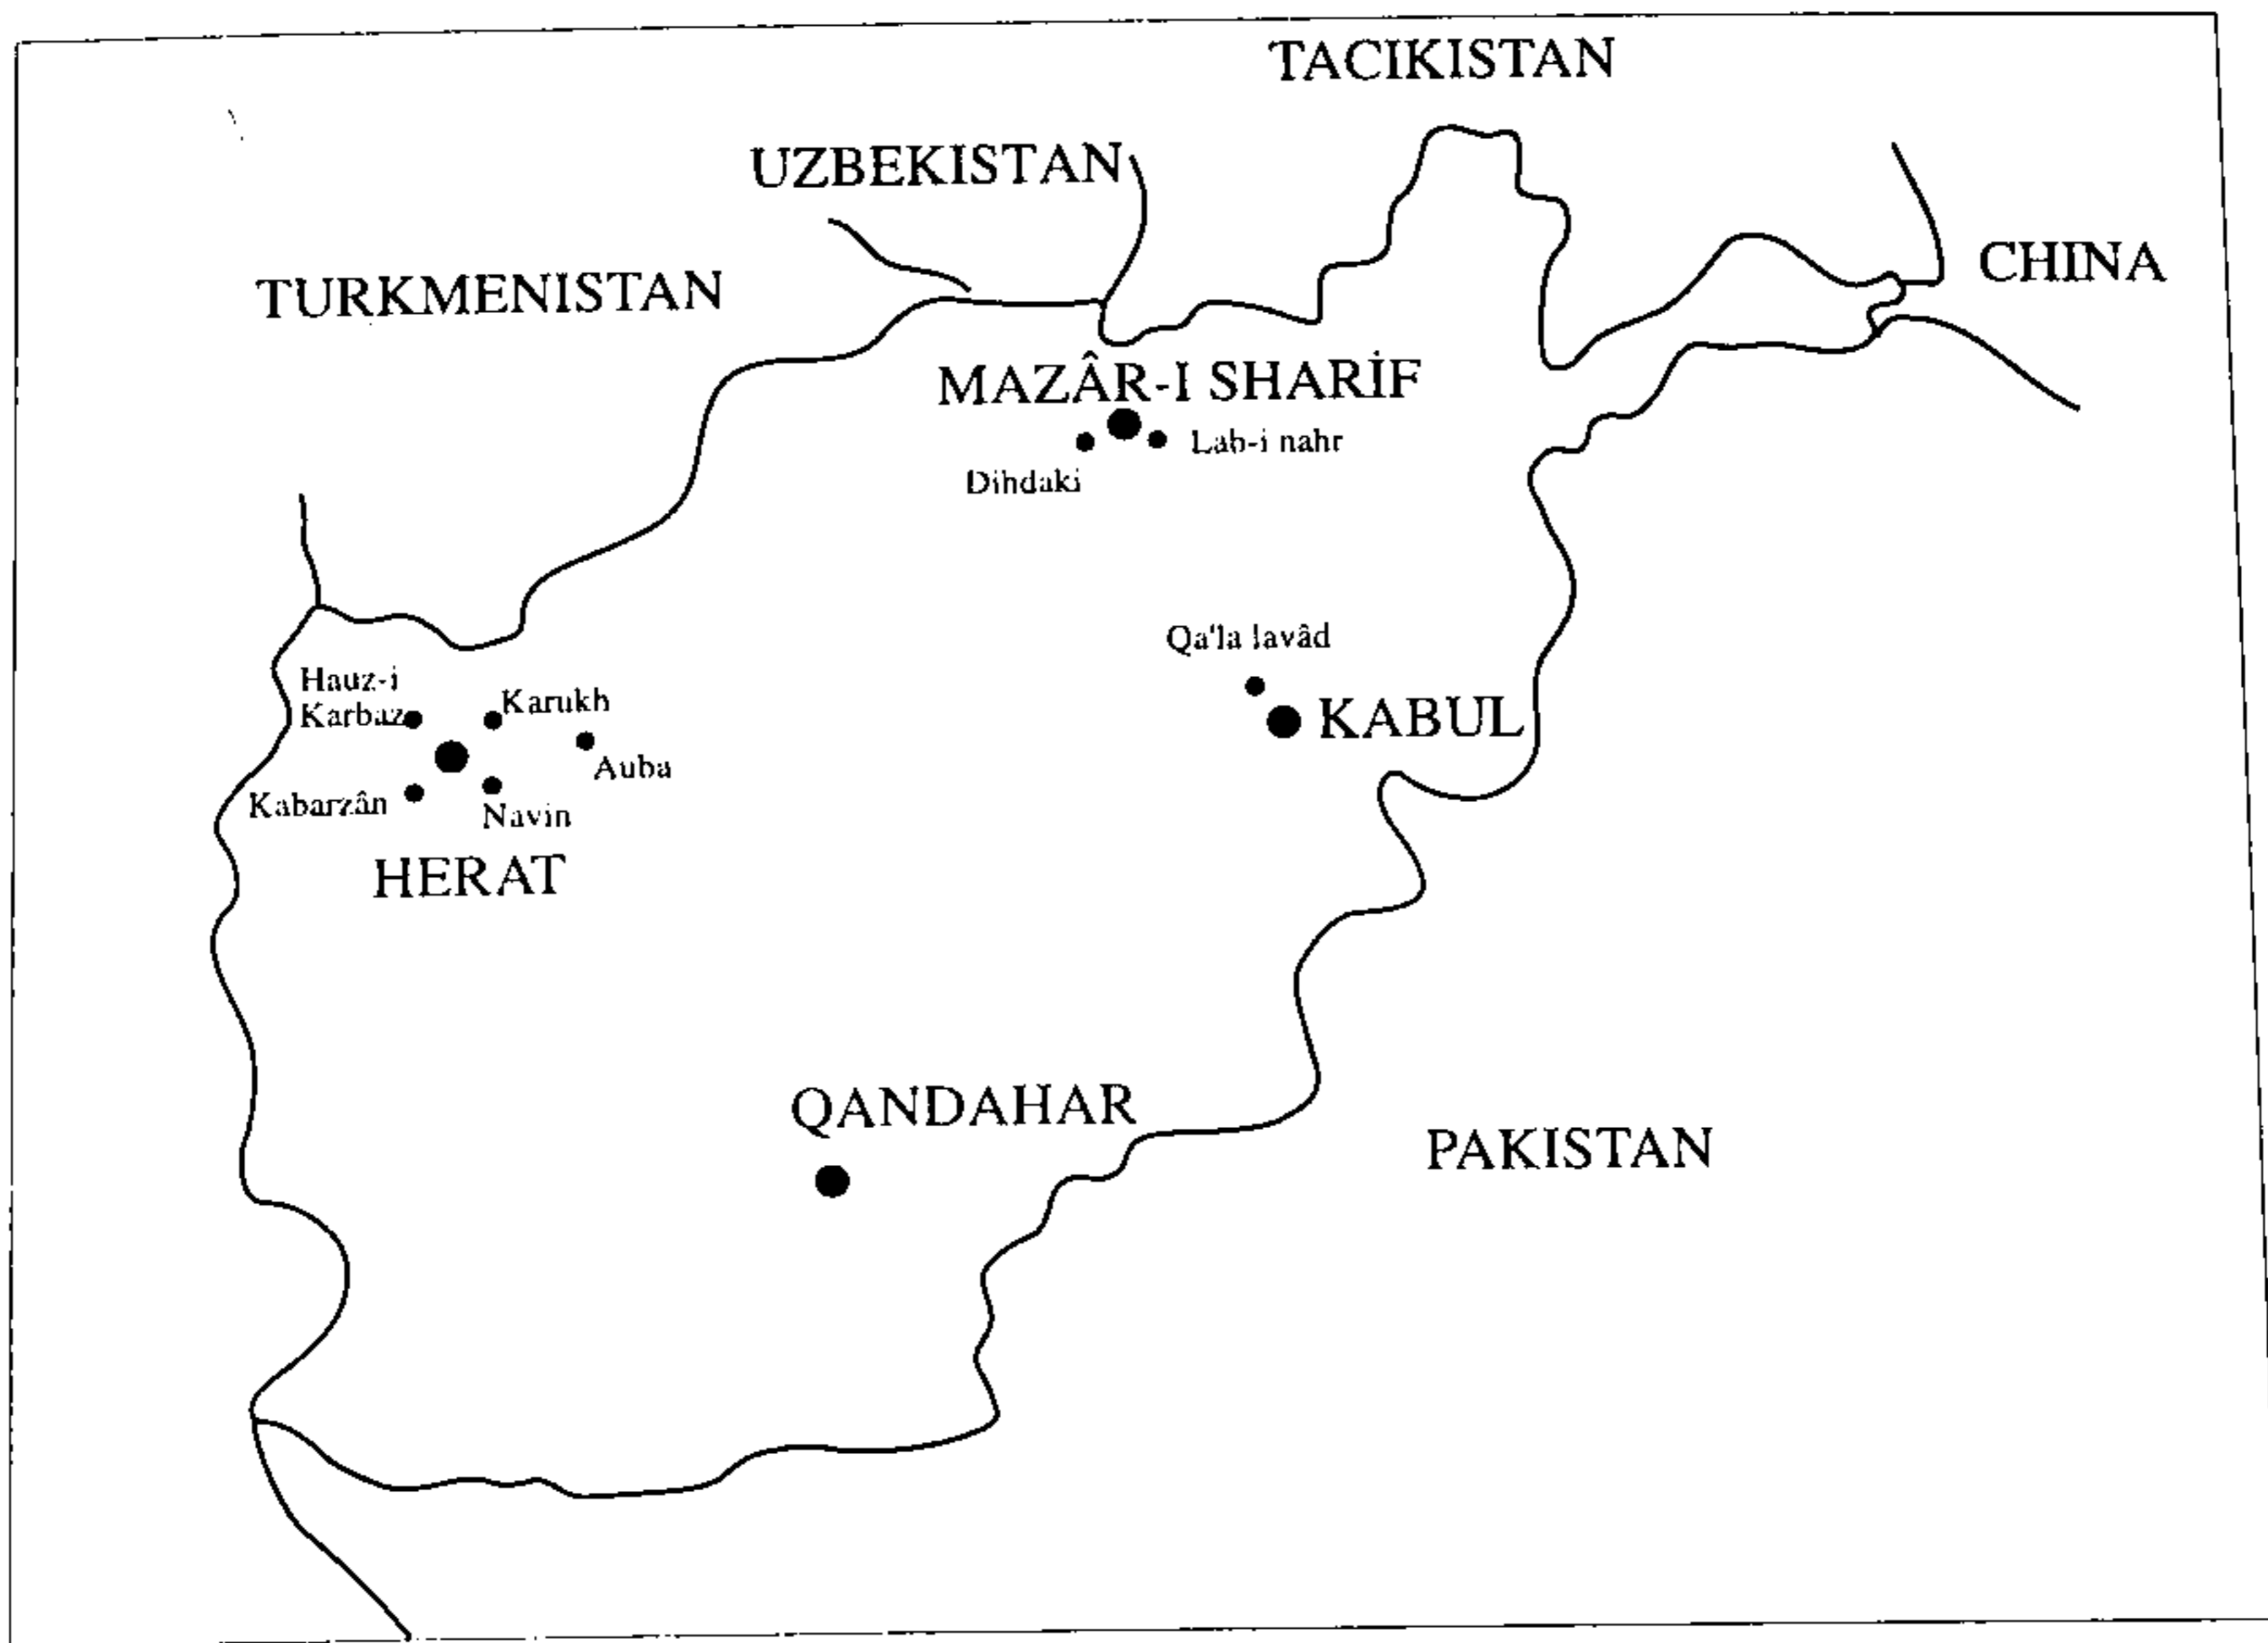 TACIKISTAN
UZBEKISTAN
TURKMENISTAN
CHINA
MAZÂR-I SHARİF
Lab-i nahr
Dihdaki
Qa'la Javâd
KABUL
Hauz-i
Karbaz
Karukh
Auba
Kabarzân
Navin
HERAT
QANDAHAR
PAKISTAN